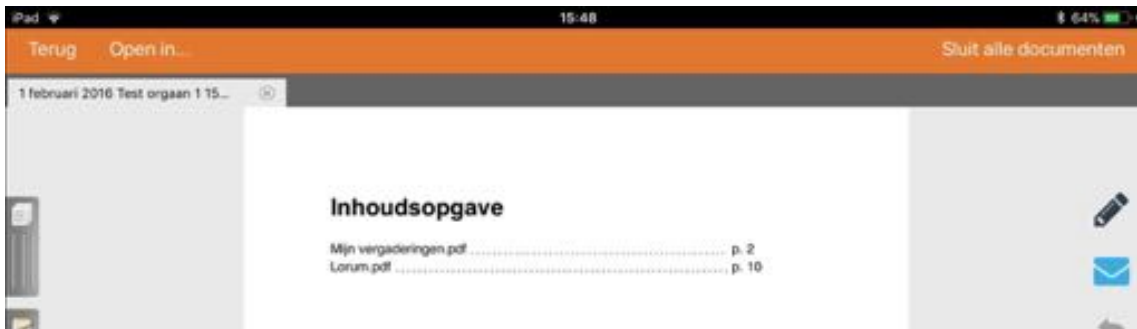 iPad 15:48 64%
Terug Open in... Sluit alle documenten
1 februari 2016 Test orgaan 1 15...
Inhoudsopgave
Mijn vergaderingen.pdf ................................................ p. 2
Lorum.pdf ................................................................ p. 10